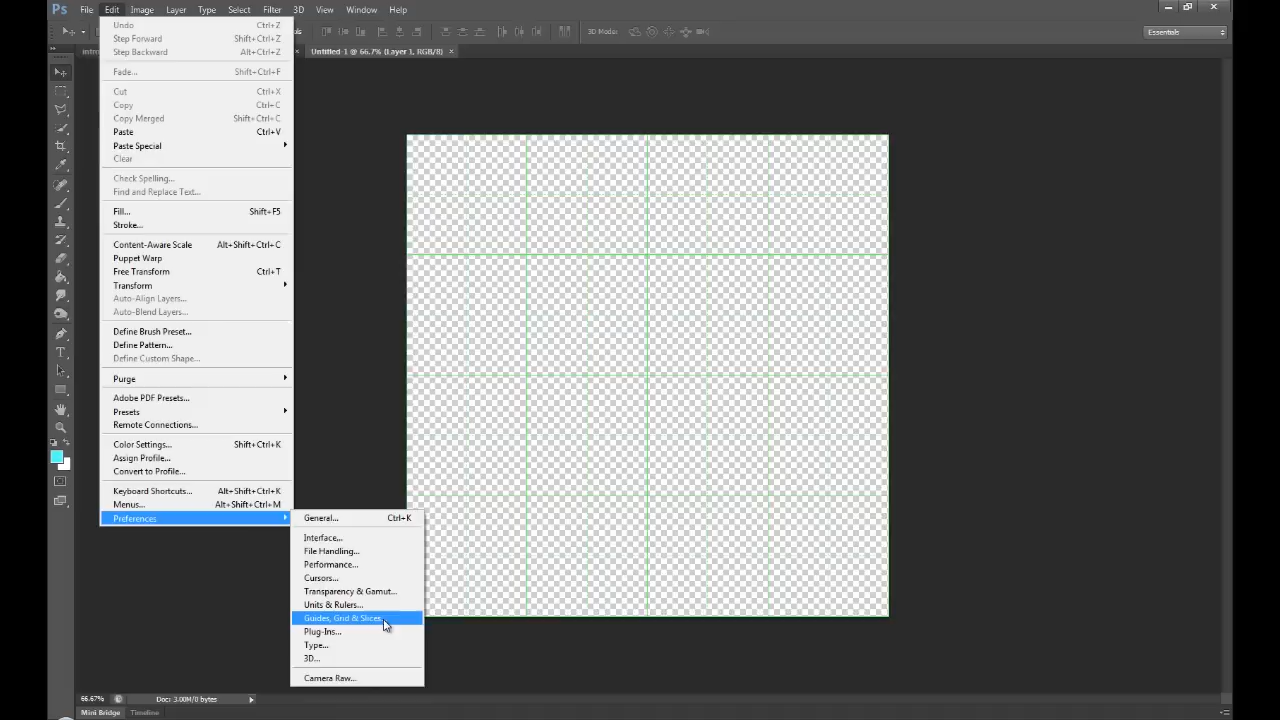 Ps File Edit Image Layer Type Select Filter 3D View Window Help
3D Mode:
Essentials
Untitled-1 @ 66.7% (Layer 1, RGB/8) ×
Undo Ctrl+Z
Step Forward Shift+Ctrl+Z
Step Backward Alt+Ctrl+Z
Fade... Shift+Ctrl+F
Cut Ctrl+X
Copy Ctrl+C
Copy Merged Shift+Ctrl+C
Paste Ctrl+V
Paste Special
Clear
Check Spelling...
Find and Replace Text...
Fill... Shift+F5
Stroke...
Content-Aware Scale Alt+Shift+Ctrl+C
Puppet Warp
Free Transform Ctrl+T
Transform
Auto-Align Layers...
Auto-Blend Layers...
Define Brush Preset...
Define Pattern...
Define Custom Shape...
Purge
Adobe PDF Presets...
Presets
Remote Connections...
Color Settings... Shift+Ctrl+K
Assign Profile...
Convert to Profile...
Keyboard Shortcuts... Alt+Shift+Ctrl+K
Menus... Alt+Shift+Ctrl+M
Preferences
General... Ctrl+K
Interface...
File Handling...
Performance...
Cursors...
Transparency & Gamut...
Units & Rulers...
Guides, Grid & Slices...
Plug-Ins...
Type...
3D...
Camera Raw...
66.67% Doc: 3.00M/0 bytes
Mini Bridge Timeline